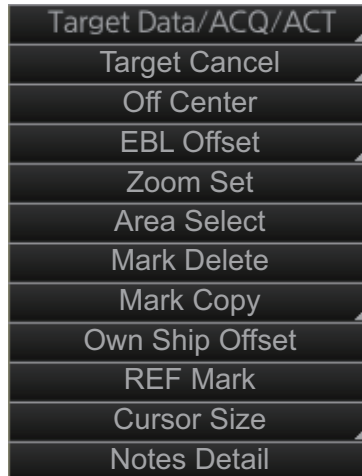 Target Data/ACQ/ACT
Target Cancel
Off Center
EBL Offset
Zoom Set
Area Select
Mark Delete
Mark Copy
Own Ship Offset
REF Mark
Cursor Size
Notes Detail